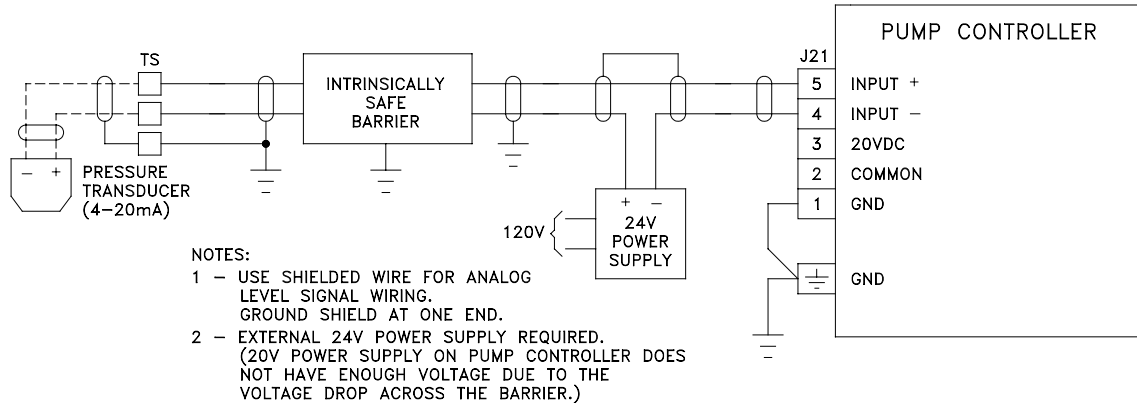 PUMP CONTROLLER
TS
J21
INTRINSICALLY
SAFE
BARRIER
5 INPUT +
4 INPUT -
3 20VDC
2 COMMON
1 GND
GND
- +
PRESSURE
TRANSDUCER
(4-20mA)
+ -
24V
POWER
SUPPLY
120V
NOTES:
1 - USE SHIELDED WIRE FOR ANALOG
LEVEL SIGNAL WIRING.
GROUND SHIELD AT ONE END.
2 - EXTERNAL 24V POWER SUPPLY REQUIRED.
(20V POWER SUPPLY ON PUMP CONTROLLER DOES
NOT HAVE ENOUGH VOLTAGE DUE TO THE
VOLTAGE DROP ACROSS THE BARRIER.)